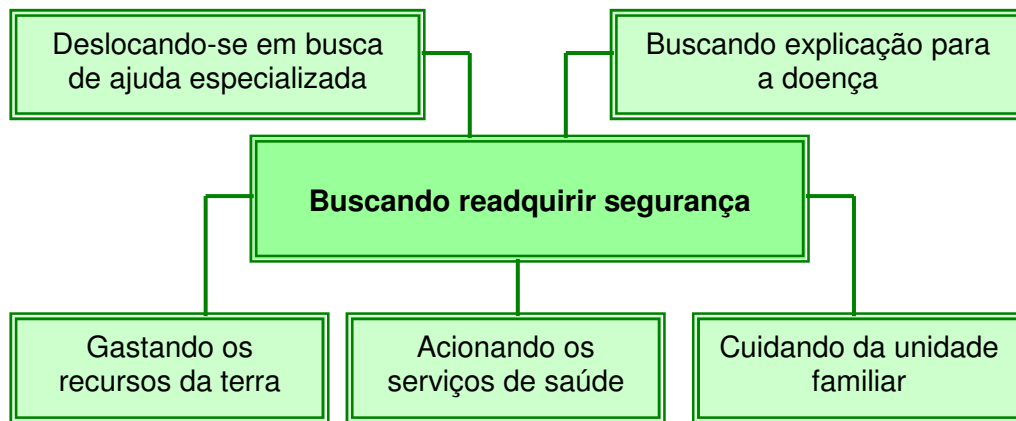 Deslocando-se em busca
de ajuda especializada
Buscando explicação para
a doença
Buscando readquirir segurança
Gastando os
recursos da terra
Acionando os
serviços de saúde
Cuidando da unidade
familiar